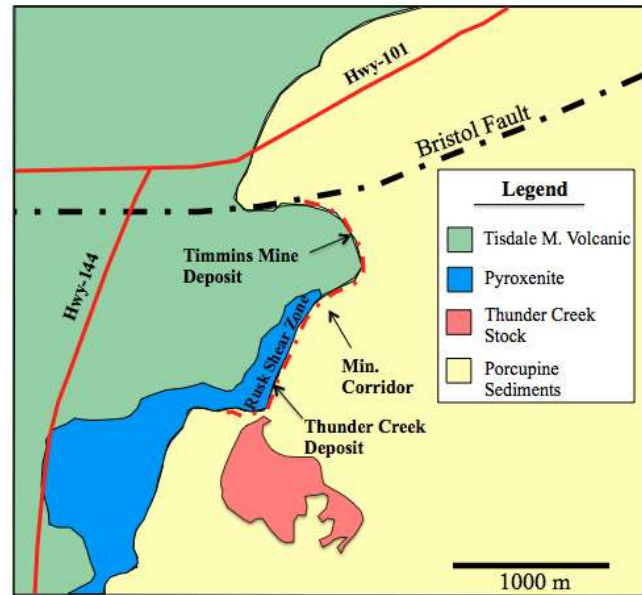 Hwy-101
Bristol Fault
Legend
Tisdale M. Volcanic
Pyroxenite
Thunder Creek
Stock
Porcupine
Sediments
Timmins Mine
Deposit
Hwy-144
Rusk Shear Zone
Min.
Corridor
Thunder Creek
Deposit
1000 m